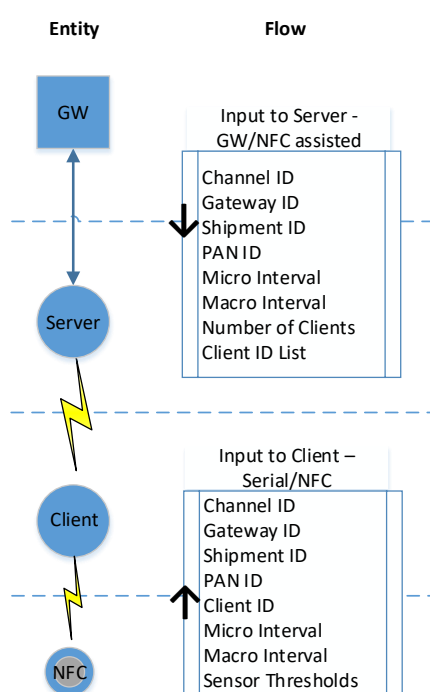 Entity
Flow
GW
Input to Server -
GW/NFC assisted
Channel ID
Gateway ID
Shipment ID
PAN ID
Micro Interval
Macro Interval
Number of Clients
Client ID List
Server
Input to Client –
Serial/NFC
Channel ID
Gateway ID
Shipment ID
PAN ID
Client ID
Micro Interval
Macro Interval
Sensor Thresholds
Client
NFC